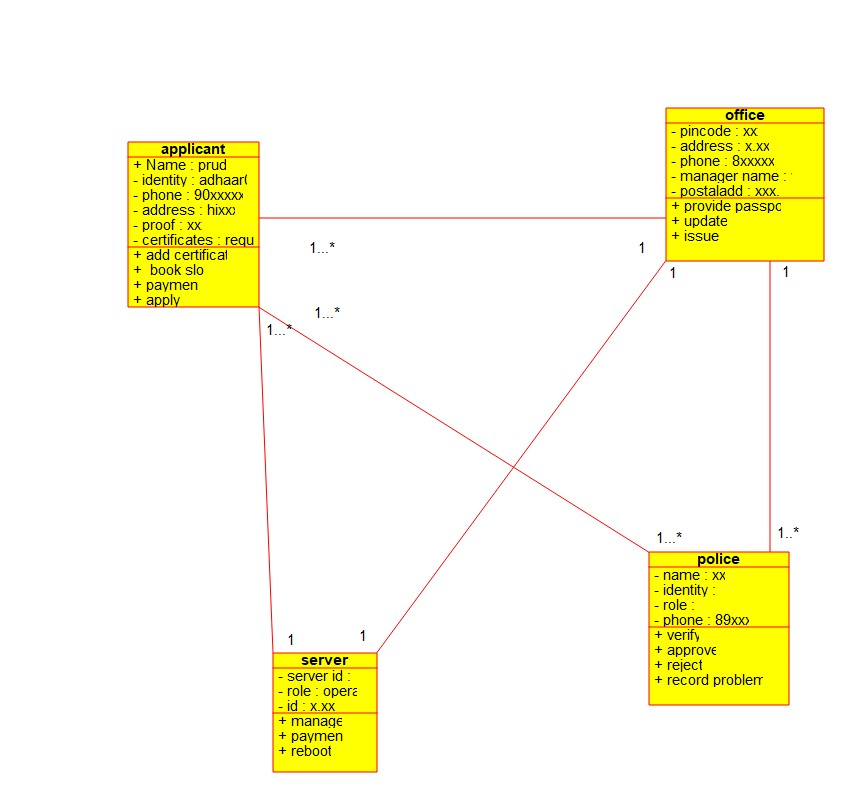 applicant
+ Name : prud
- identity : adhaar(
- phone : 90xxxxx
- address : hixx
- proof : xx
- certificates : requ
+ add certificat
+ book slo
+ paymen
+ apply
office
- pincode : xx
- address : x.xx
- phone : 8xxxxx
- manager name :
- postaladd : xxx.
+ provide passpo
+ update
+ issue
1...*
1
1...*
1...*
1
1
1...*
1..*
police
- name : xx
- identity :
- role :
- phone : 89xxx
+ verify
+ approve
+ reject
+ record problem
1
1
server
- server id :
- role : opera
- id : x.xx
+ manage
+ paymen
+ reboot